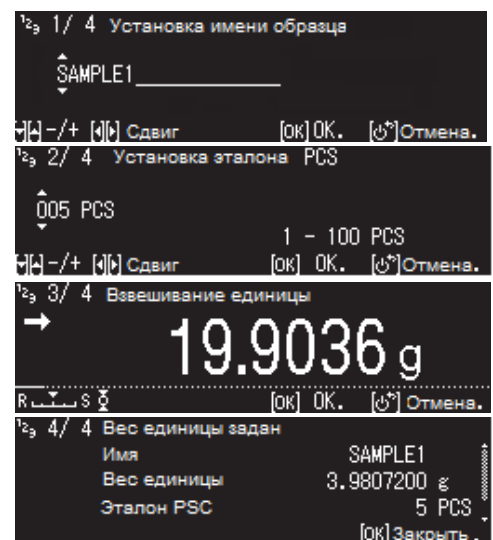 1/ 4 Установка имени образца
SAMPLE1
-/+ Сдвиг [OK] OK. Отмена.
2/ 4 Установка эталона PCS
005 PCS
1 - 100 PCS
-/+ Сдвиг [OK] OK. Отмена.
3/ 4 Взвешивание единицы
19.9036 g
R S [OK] OK. Отмена.
4/ 4 Вес единицы задан
Имя SAMPLE1
Вес единицы 3.9807200 g
Эталон PSC 5 PCS
[OK] Закрыть.